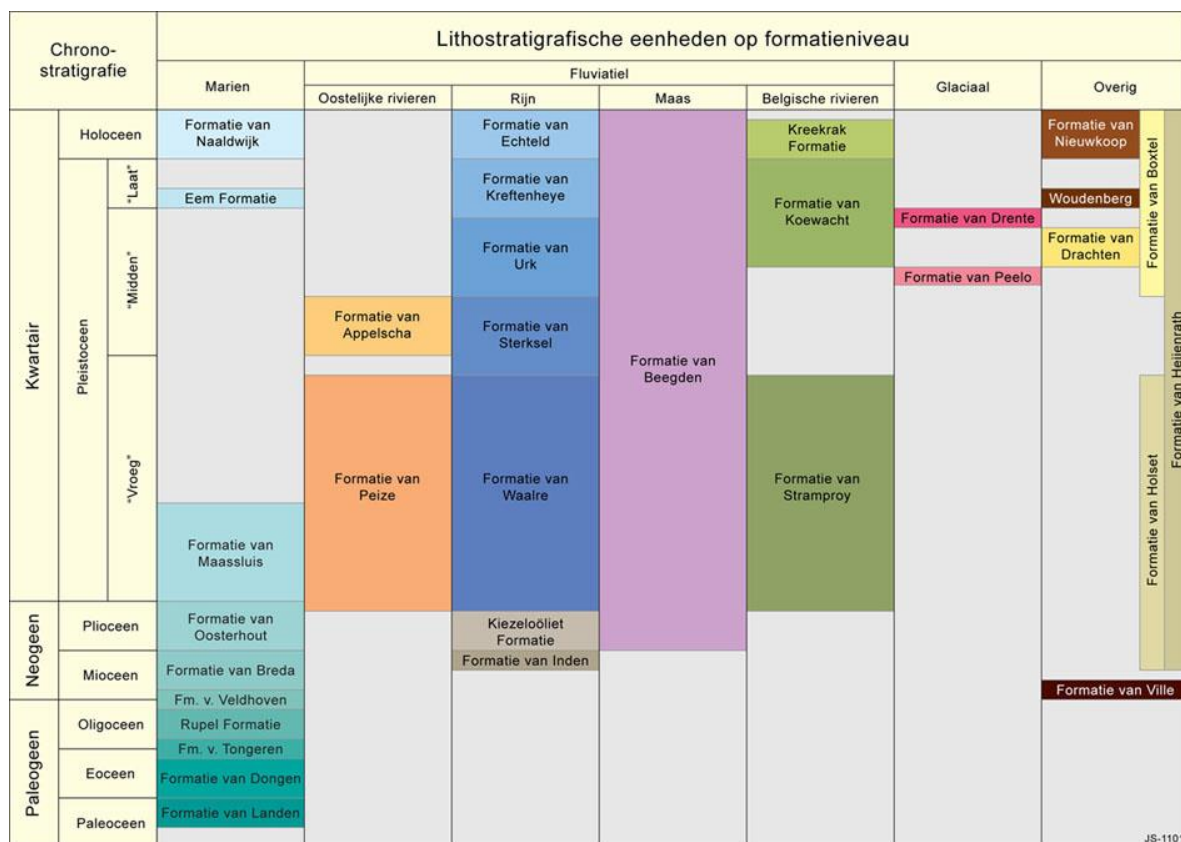 Chrono-
stratigrafie
Lithostratigrafische eenheden op formatieniveau
Marien
Fluviatiel
Glaciaal
Overig
Oostelijke rivieren
Rijn
Maas
Belgische rivieren
Kwartair
Neogeen
Paleogeen
Pleistoceen
Holoceen
"Laat"
"Midden"
"Vroeg"
Plioceen
Mioceen
Oligoceen
Eoceen
Paleoceen
Formatie van
Naaldwijk
Eem Formatie
Formatie van
Maassluis
Formatie van
Oosterhout
Formatie van Breda
Fm. v. Veldhoven
Rupel Formatie
Fm. v. Tongeren
Formatie van Dongen
Formatie van Landen
Formatie van
Appelscha
Formatie van
Peize
Formatie van
Echteld
Formatie van
Kreftenheye
Formatie van
Urk
Formatie van
Sterksel
Formatie van
Waalre
Kiezeloöliet
Formatie
Formatie van Inden
Formatie van
Beegden
Kreekrak
Formatie
Formatie van
Koewacht
Formatie van
Stramproy
Formatie van Drente
Formatie van Peelo
Formatie van
Nieuwkoop
Woudenberg
Formatie van
Drachten
Formatie van Ville
Formatie van Boxtel
Formatie van Holset
Formatie van Heijenrath
JS-1101